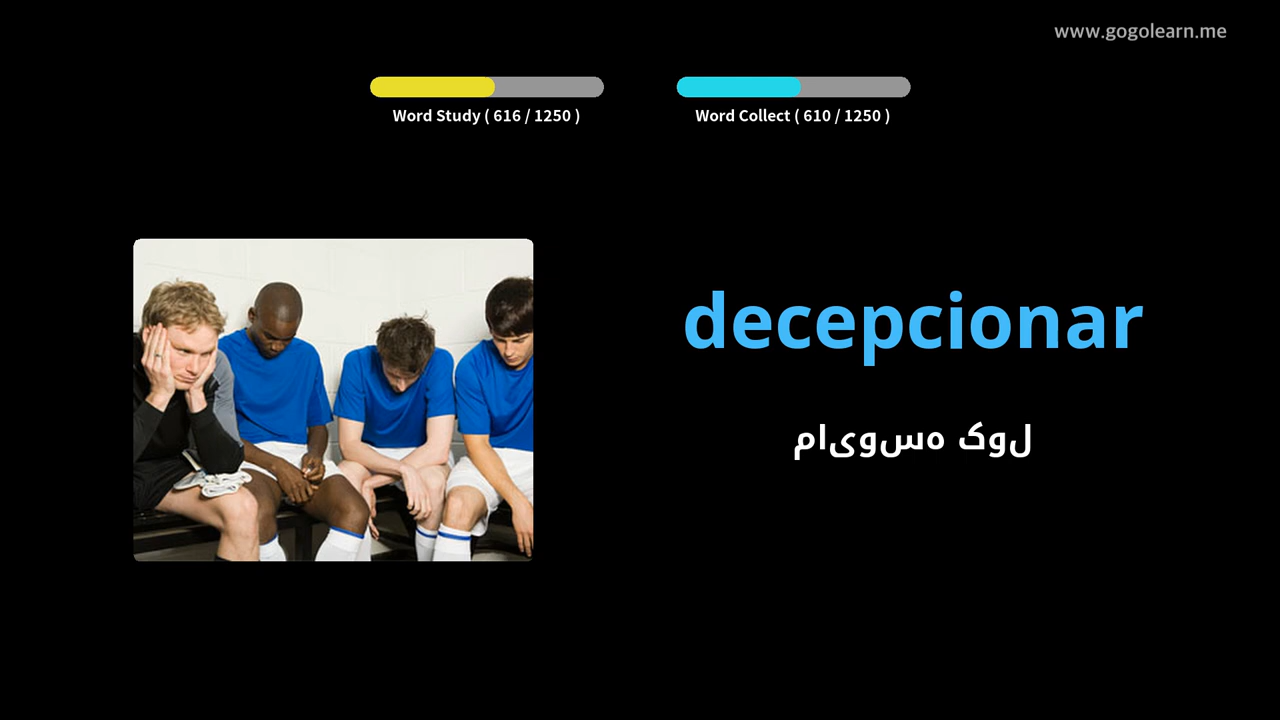 www.gogolearn.me
Word Study ( 616 / 1250 )
Word Collect ( 610 / 1250 )
decepcionar
مایوسه کول